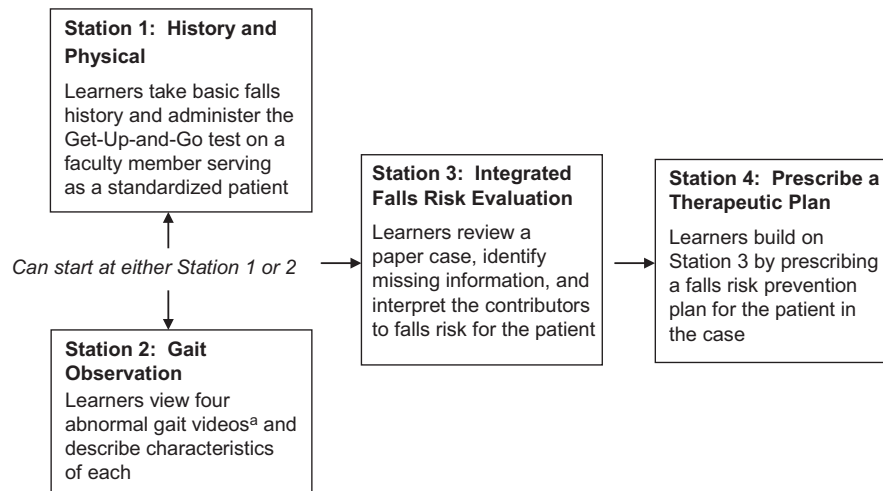 Station 1: History and
Physical
Learners take basic falls
history and administer the
Get-Up-and-Go test on a
faculty member serving
as a standardized patient
Can start at either Station 1 or 2
Station 2: Gait
Observation
Learners view four
abnormal gait videosᵃ and
describe characteristics
of each
Station 3: Integrated
Falls Risk Evaluation
Learners review a
paper case, identify
missing information, and
interpret the contributors
to falls risk for the patient
Station 4: Prescribe a
Therapeutic Plan
Learners build on
Station 3 by prescribing
a falls risk prevention
plan for the patient in
the case